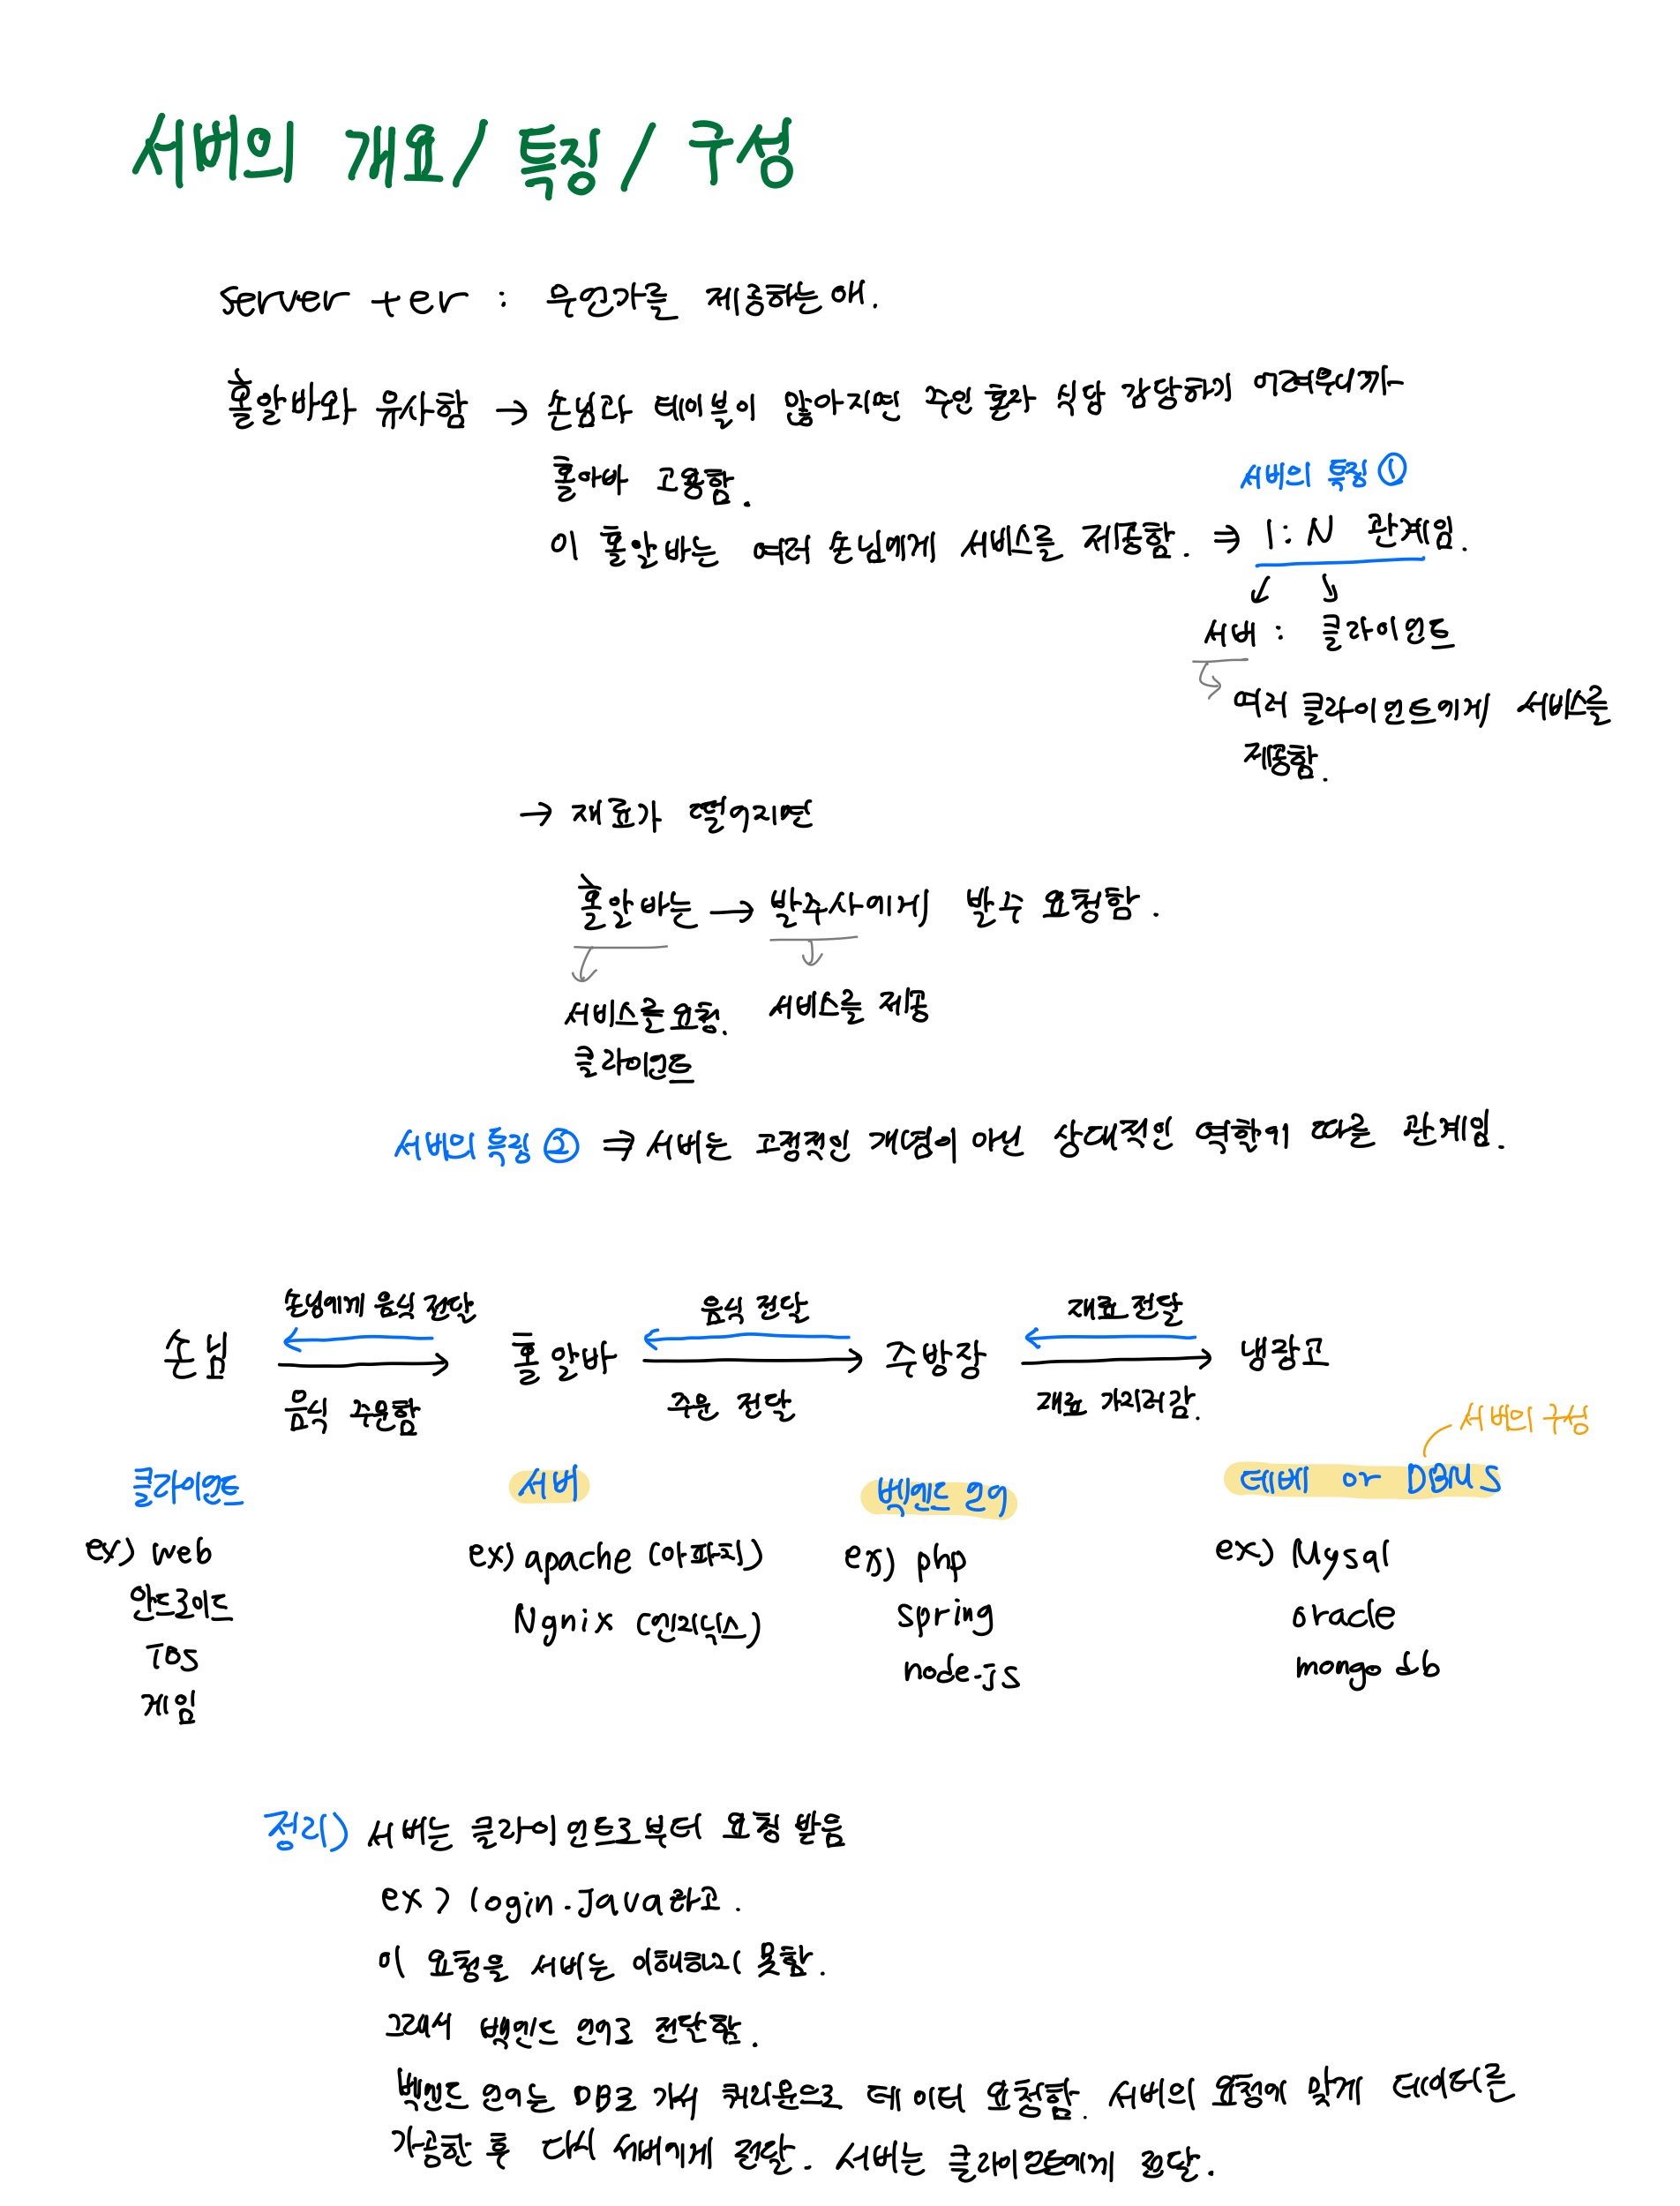 서버의 개요/ 특징 / 구성
server + er : 무언가를 제공하는 애.
홀알바와 유사함 → 손님과 테이블이 많아지면 주인 혼자 식당 감당하기 어려우니까
홀아바 고용함.
서버의 특징 ①
이 홀알바는 여러 손님에게 서비스를 제공함. ⇒ 1:N 관계임.
서버 : 클라이언트
여러 클라이언트에게 서비스를
제공함.
→ 재료가 떨어지면
홀알바는 → 발주사에게 발주 요청함.
서비스를 요청. 서비스를 제공
클라이언트
서버의 특징 ② ⇒ 서버는 고정적인 개념이 아닌 상대적인 역할에 따른 관계임.
손님에게 음식 전달 음식 전달 재료 전달
손님 홀알바 주방장 냉장고
음식 주문함 주문 전달 재료 가지러감.
서버의 구성
클라이언트 서버 벡엔드 언어 데베 or DBMS
ex) web ex) apache (아파치) ex) php ex) Mysql
안드로이드 Ngnix (엔지닉스) spring oracle
IOS node.js mongo db
게임
정리) 서버는 클라이언트로부터 요청 받음
ex > login.Java라고.
이 요청을 서버는 이해하지 못함.
그래서 벡엔드 언어로 전달함.
벡엔드 언어는 DB로 가서 쿼리문으로 데이터 요청함. 서버의 요청에 맞게 데이터를
가공한 후 다시 서버에게 전달. 서버는 클라이언트에게 전달.